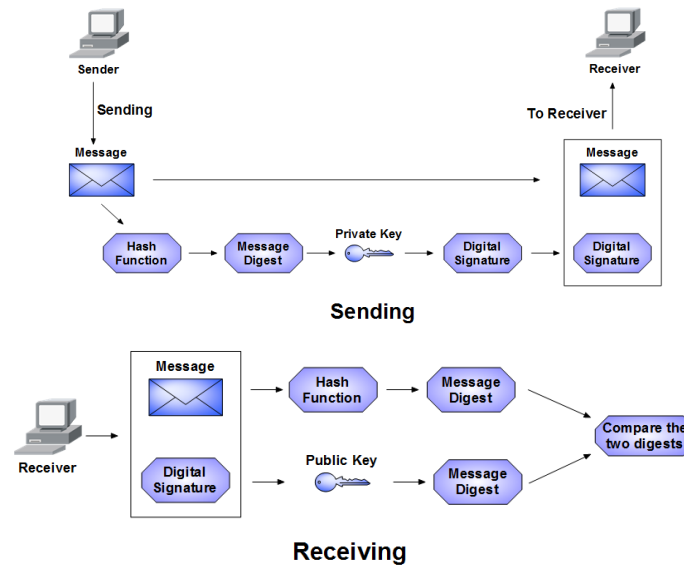 Sender
Receiver
Sending
To Receiver
Message
Message
Hash
Function
Message
Digest
Private Key
Digital
Signature
Digital
Signature
Sending
Message
Hash
Function
Message
Digest
Compare the
two digests.
Receiver
Digital
Signature
Public Key
Message
Digest
Receiving